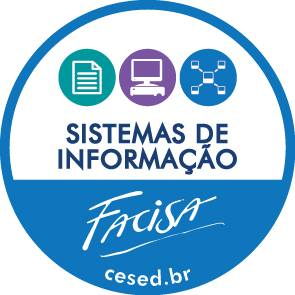 SISTEMAS DE
INFORMAÇÃO
FACISA
cesed.br